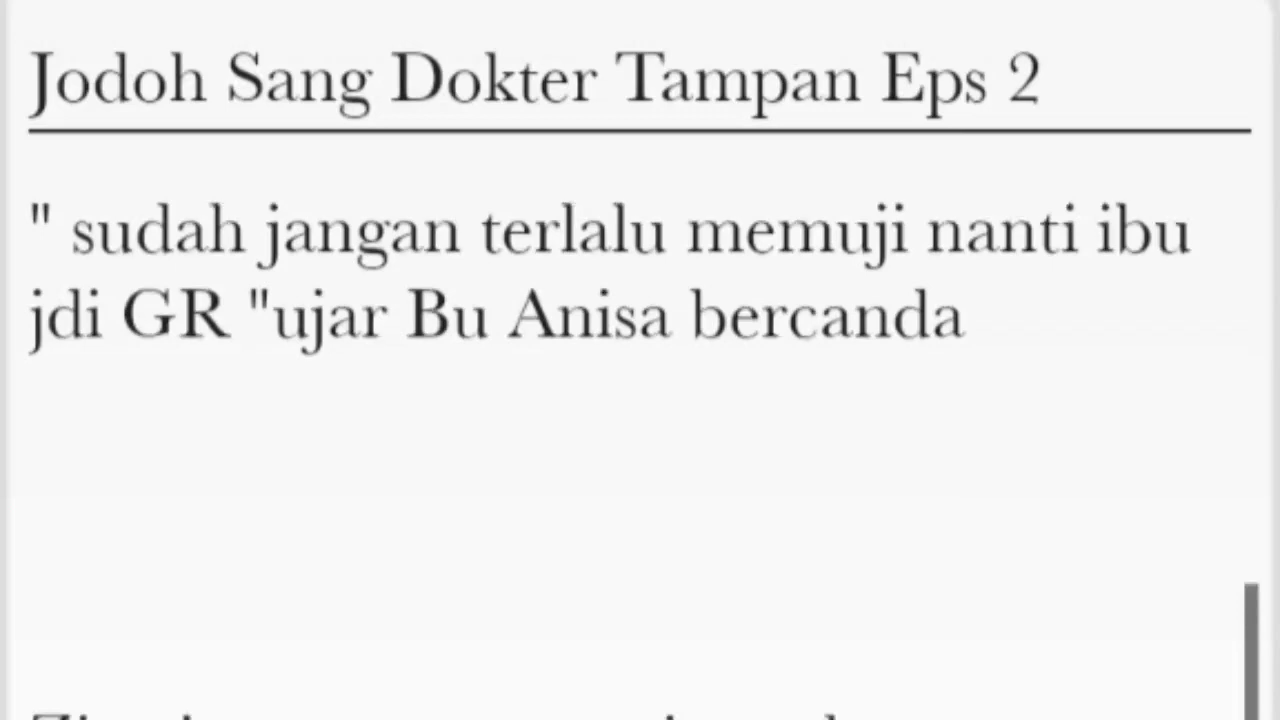 Jodoh Sang Dokter Tampan Eps 2
" sudah jangan terlalu memuji nanti ibu
jdi GR "ujar Bu Anisa bercanda